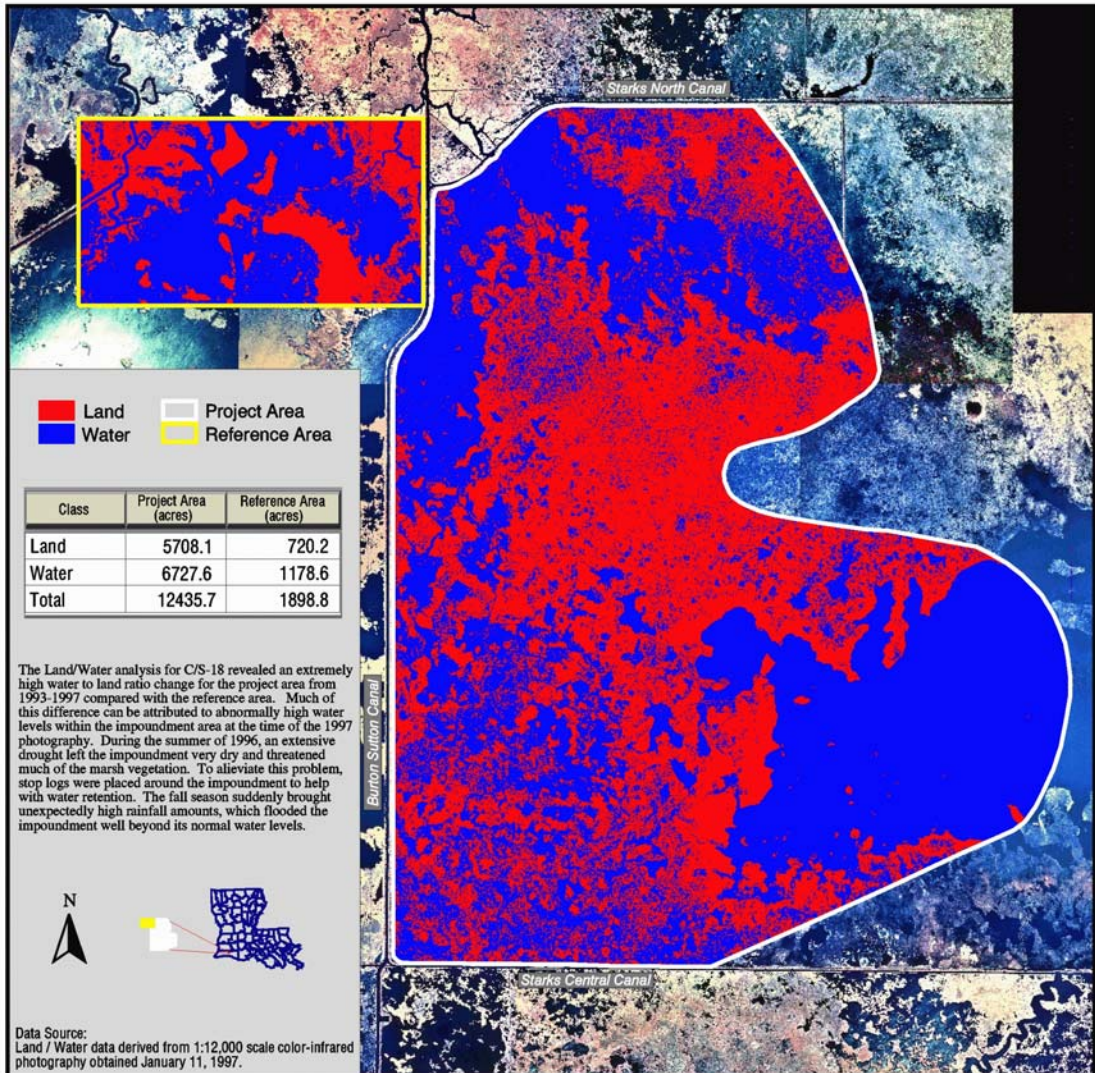 Starks North Canal
Land
Water
Project Area
Reference Area
Class Project Area (acres) Reference Area (acres)
Land 5708.1 720.2
Water 6727.6 1178.6
Total 12435.7 1898.8
The Land/Water analysis for C/S-18 revealed an extremely
high water to land ratio change for the project area from
1993-1997 compared with the reference area. Much of
this difference can be attributed to abnormally high water
levels within the impoundment area at the time of the 1997
photography. During the summer of 1996, an extensive
drought left the impoundment very dry and threatened
much of the marsh vegetation. To alieviate this problem,
stop logs were placed around the impoundment to help
with water retention. The fall season suddenly brought
unexpectedly high rainfall amounts, which flooded the
impoundment well beyond its normal water levels.
Burton Sutton Canal
N
Starks Central Canal
Data Source:
Land / Water data derived from 1:12,000 scale color-infrared
photography obtained January 11, 1997.